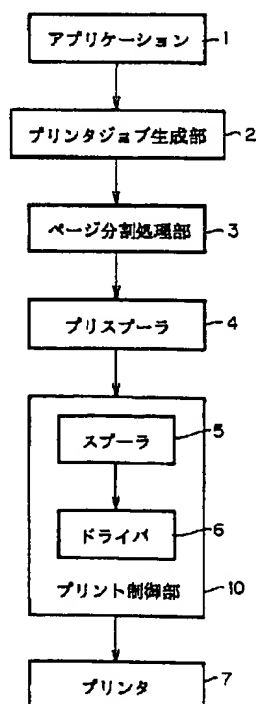 アプリケーション 1
プリンタジョブ生成部 2
ページ分割処理部 3
プリスプーラ 4
スプーラ 5
ドライバ 6
プリント制御部 10
プリンタ 7